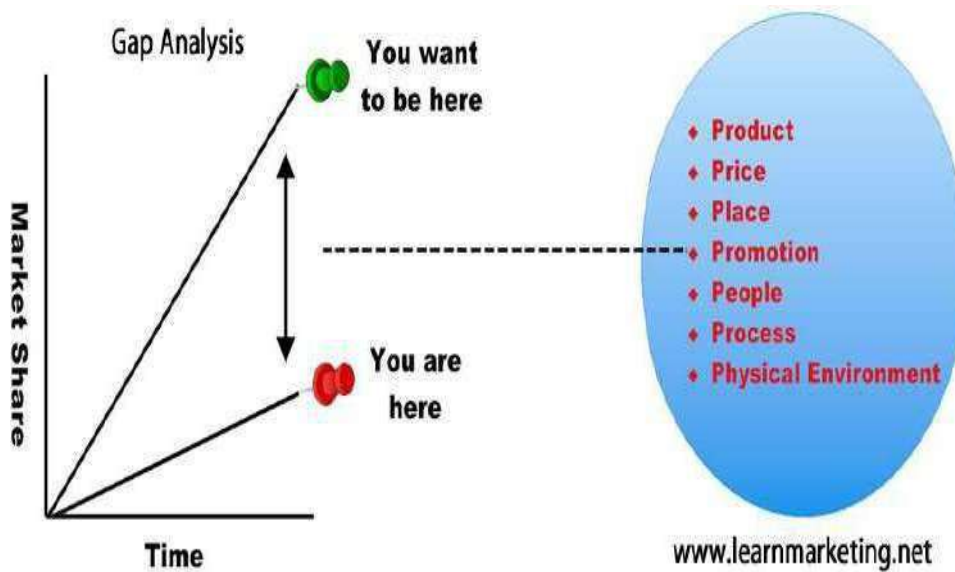 Gap Analysis
You want
to be here
Market Share
You are
here
Time
Product
Price
Place
Promotion
People
Process
Physical Environment
www.learnmarketing.net